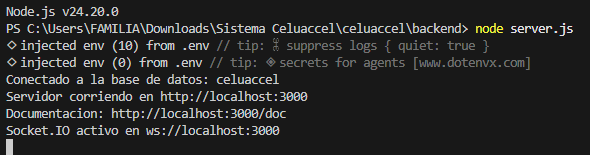 Node.js v24.20.0
PS C:\Users\FAMILIA\Downloads\Sistema Celuaccel\celuaccel\backend> node server.js
◇ injected env (10) from .env // tip: ⌘ suppress logs { quiet: true }
◇ injected env (0) from .env // tip: ◈ secrets for agents [www.dotenvx.com]
Conectado a la base de datos: celuaccel
Servidor corriendo en http://localhost:3000
Documentacion: http://localhost:3000/doc
Socket.IO activo en ws://localhost:3000